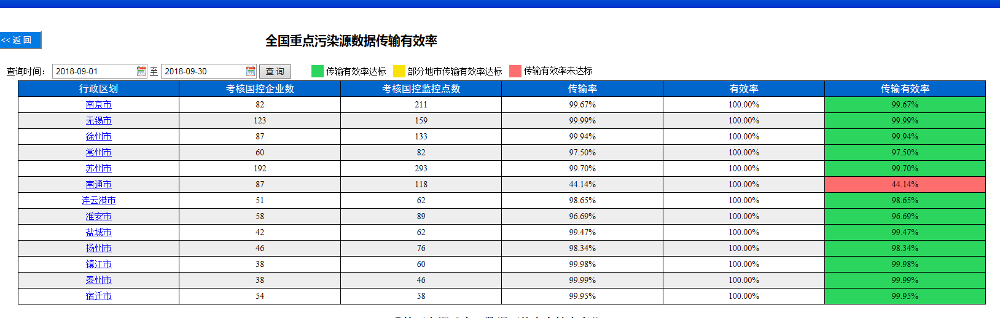 << 返 回
全国重点污染源数据传输有效率
查询时间： 2018-09-01 至 2018-09-30 查 询 传输有效率达标 部分地市传输有效率达标 传输有效率未达标
行政区划 考核国控企业数 考核国控监控点数 传输率 有效率 传输有效率
南京市 82 211 99.67% 100.00% 99.67%
无锡市 123 159 99.99% 100.00% 99.99%
徐州市 87 133 99.94% 100.00% 99.94%
常州市 60 82 97.50% 100.00% 97.50%
苏州市 192 293 99.70% 100.00% 99.70%
南通市 87 118 44.14% 100.00% 44.14%
连云港市 51 62 98.65% 100.00% 98.65%
淮安市 58 89 96.69% 100.00% 96.69%
盐城市 42 62 99.47% 100.00% 99.47%
扬州市 46 76 98.34% 100.00% 98.34%
镇江市 38 60 99.98% 100.00% 99.98%
泰州市 38 46 99.99% 100.00% 99.99%
宿迁市 54 58 99.95% 100.00% 99.95%